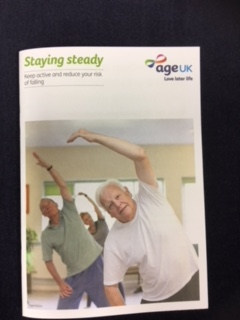 Staying steady
Keep active and reduce your risk
of falling
ageUK
Love later life